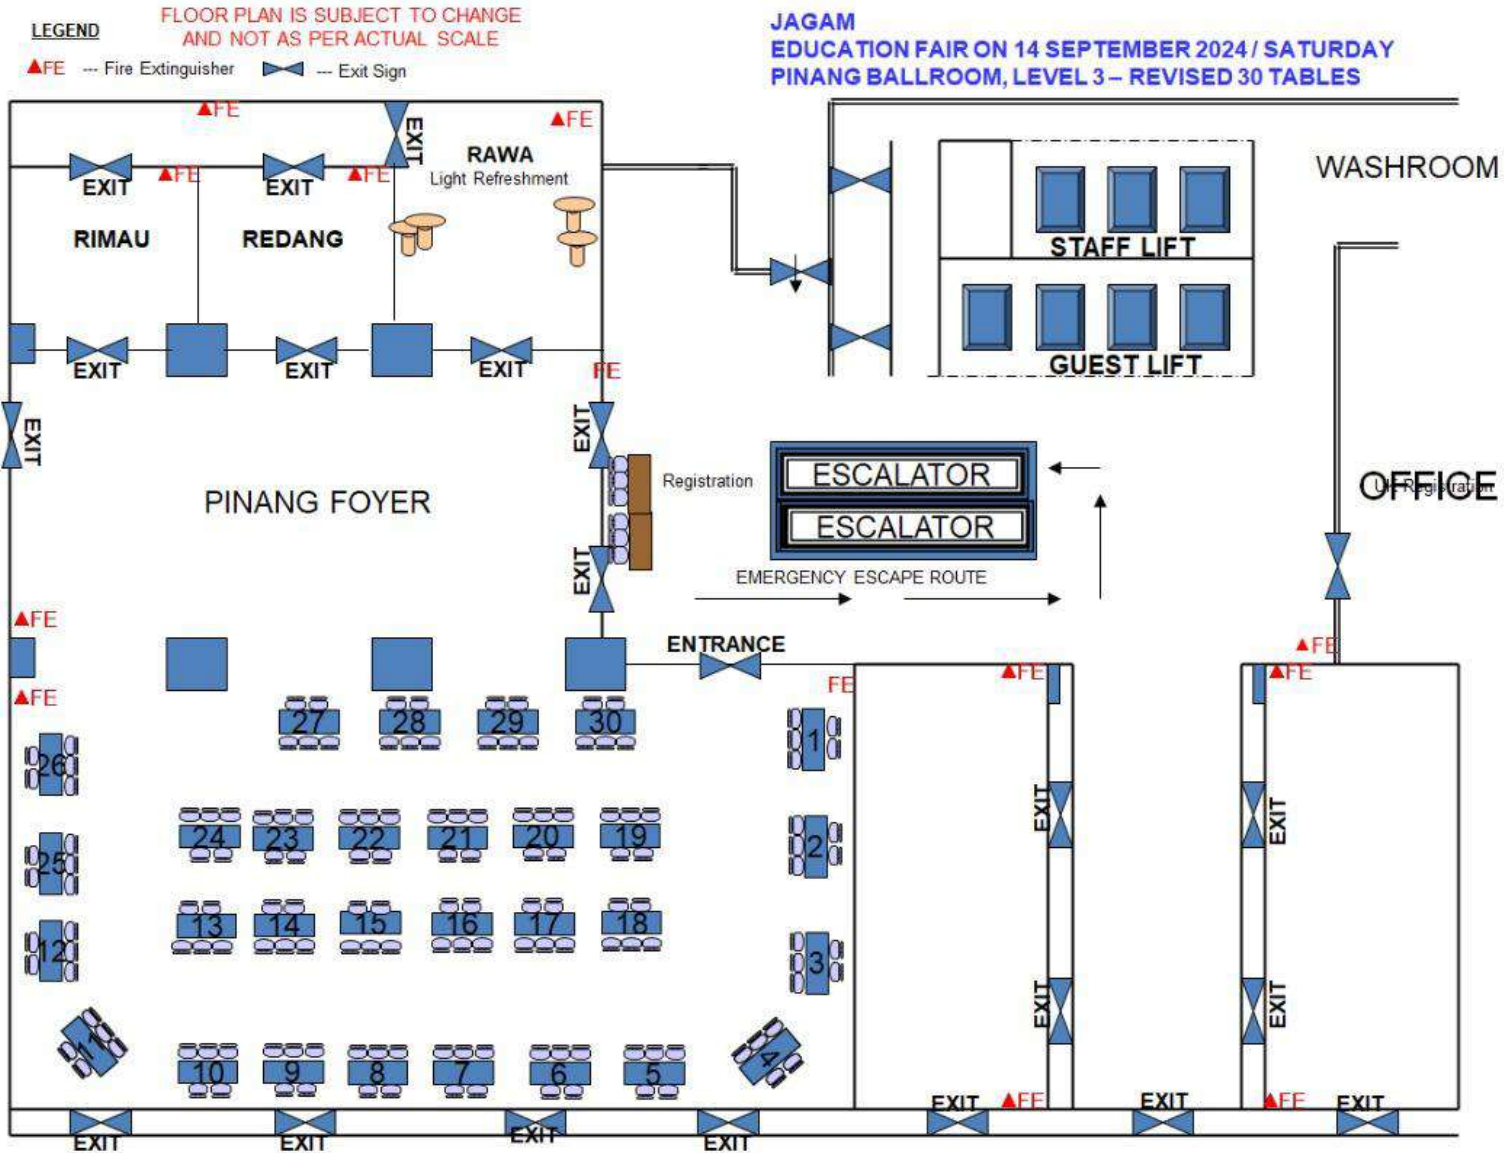 FLOOR PLAN IS SUBJECT TO CHANGE
AND NOT AS PER ACTUAL SCALE
LEGEND
FE --- Fire Extinguisher --- Exit Sign
JAGAM
EDUCATION FAIR ON 14 SEPTEMBER 2024 / SATURDAY
PINANG BALLROOM, LEVEL 3 – REVISED 30 TABLES
FE
FE
EXIT
RAWA
Light Refreshment
WASHROOM
EXIT
FE
EXIT
FE
RIMAU
REDANG
STAFF LIFT
GUEST LIFT
EXIT
EXIT
EXIT
FE
EXIT
EXIT
PINANG FOYER
Registration
ESCALATOR
ESCALATOR
OFFICE
UK Registration
EXIT
EMERGENCY ESCAPE ROUTE
FE
ENTRANCE
FE
FE
FE
FE
FE
27
28
29
30
1
26
24
23
22
21
20
19
2
EXIT
EXIT
25
13
14
15
16
17
18
12
3
EXIT
EXIT
11
10
9
8
7
6
5
4
EXIT
FE
EXIT
FE
EXIT
EXIT
EXIT
EXIT
EXIT